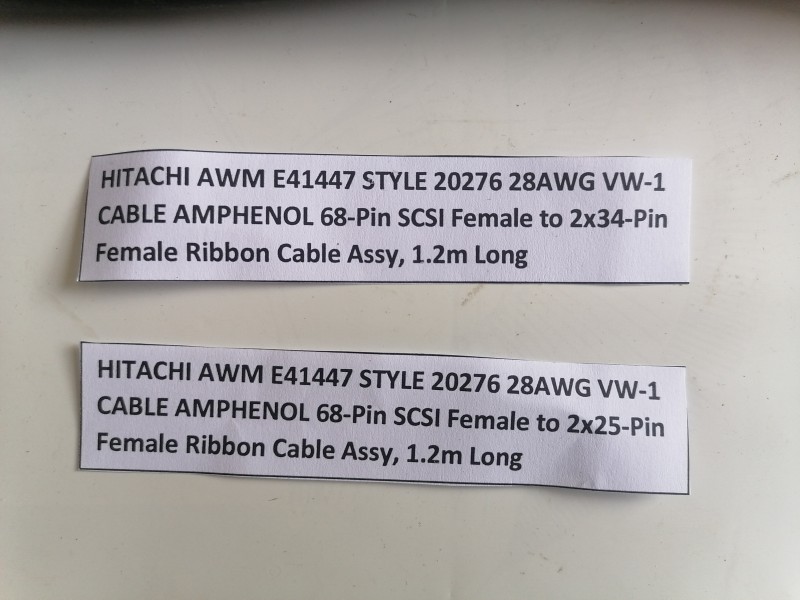 HITACHI AWM E41447 STYLE 20276 28AWG VW-1
CABLE AMPHENOL 68-Pin SCSI Female to 2x34-Pin
Female Ribbon Cable Assy, 1.2m Long
HITACHI AWM E41447 STYLE 20276 28AWG VW-1
CABLE AMPHENOL 68-Pin SCSI Female to 2x25-Pin
Female Ribbon Cable Assy, 1.2m Long